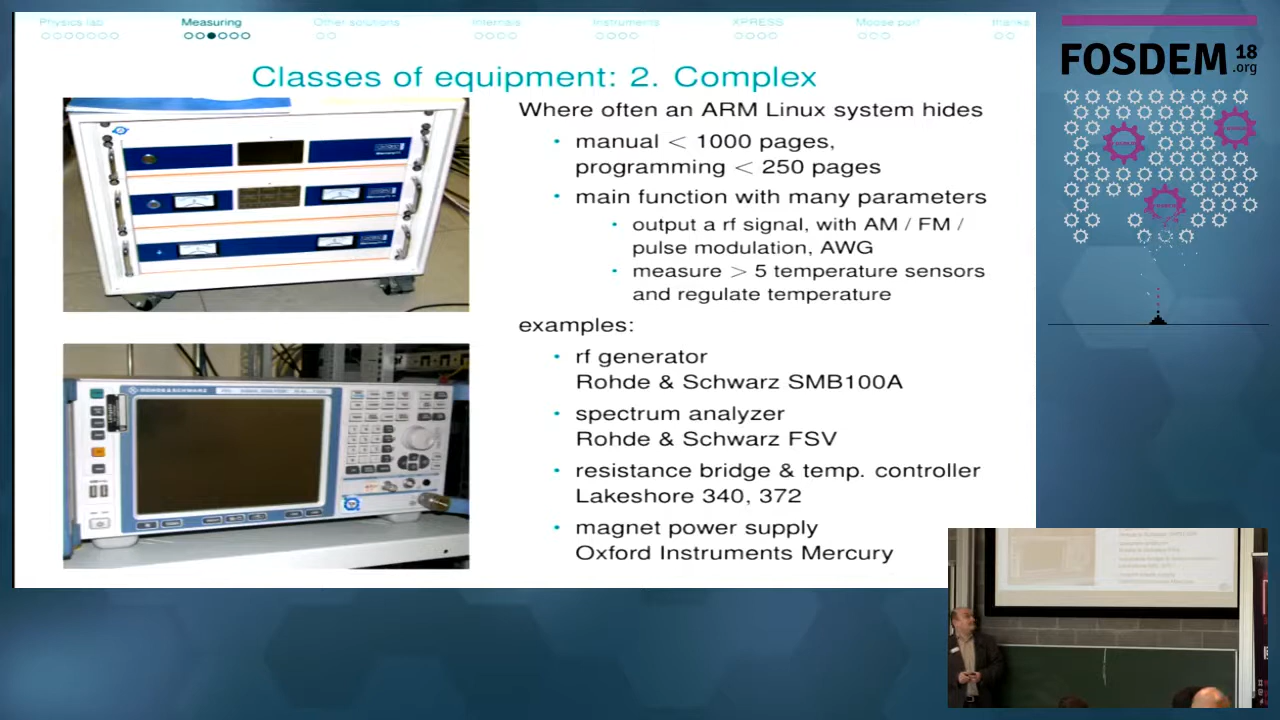 Physics lab
Measuring
Other solutions
Internals
Instruments
XPRESS
Moose port
thanks
Classes of equipment: 2. Complex
Where often an ARM Linux system hides
manual < 1000 pages,
programming < 250 pages
main function with many parameters
output a rf signal, with AM / FM /
pulse modulation, AWG
measure > 5 temperature sensors
and regulate temperature
examples:
rf generator
Rohde & Schwarz SMB100A
spectrum analyzer
Rohde & Schwarz FSV
resistance bridge & temp. controller
Lakeshore 340, 372
magnet power supply
Oxford Instruments Mercury
ROHDE & SCHWARZ
FOSDEM 18
.org